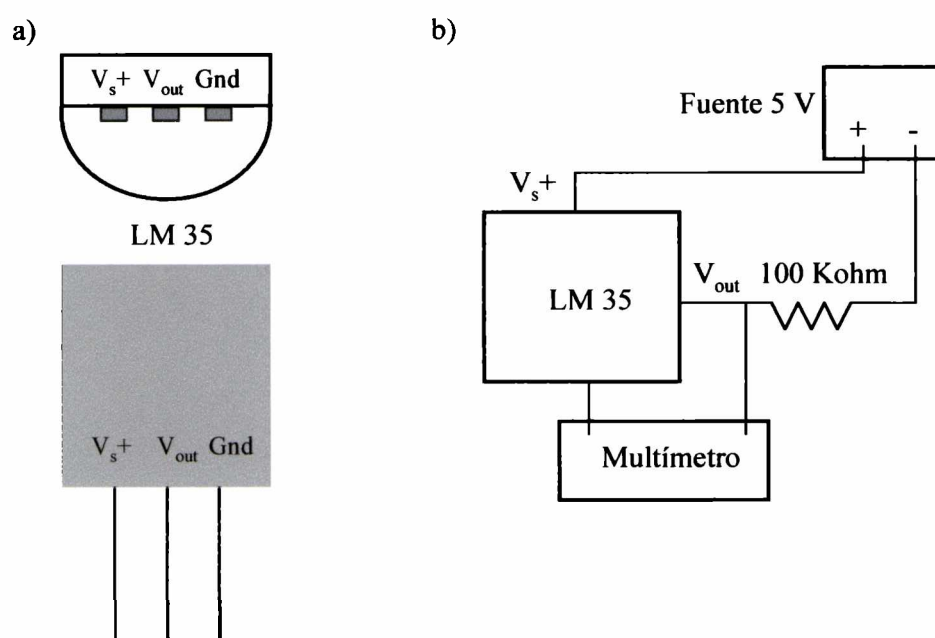 a)
Vs+ Vout Gnd
LM 35
Vs+ Vout Gnd
b)
Fuente 5 V
+ -
Vs+
Vout 100 Kohm
LM 35
Multímetro